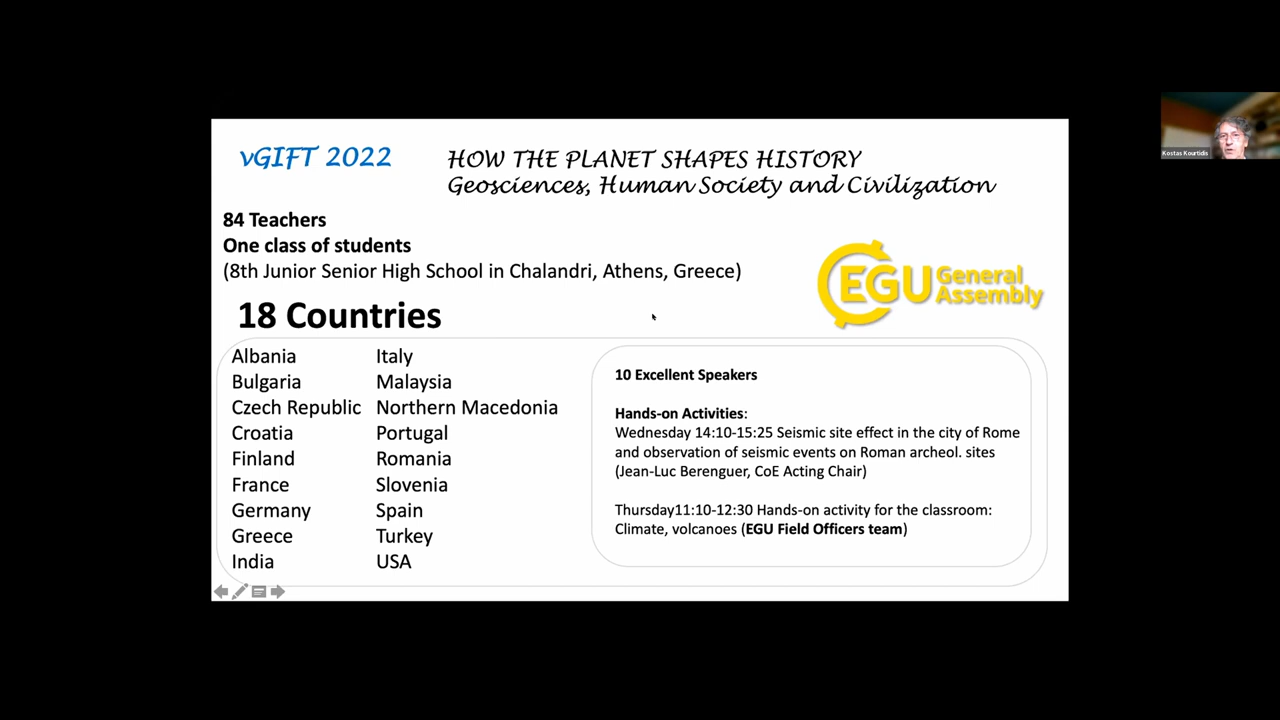 vGIFT 2022
HOW THE PLANET SHAPES HISTORY
Geosciences, Human Society and Civilization
84 Teachers
One class of students
(8th Junior Senior High School in Chalandri, Athens, Greece)
EGU General
Assembly
18 Countries
Albania
Bulgaria
Czech Republic
Croatia
Finland
France
Germany
Greece
India
Italy
Malaysia
Northern Macedonia
Portugal
Romania
Slovenia
Spain
Turkey
USA
10 Excellent Speakers
Hands-on Activities:
Wednesday 14:10-15:25 Seismic site effect in the city of Rome
and observation of seismic events on Roman archeol. sites
(Jean-Luc Berenguer, CoE Acting Chair)
Thursday11:10-12:30 Hands-on activity for the classroom:
Climate, volcanoes (EGU Field Officers team)
Kostas Kourtidis